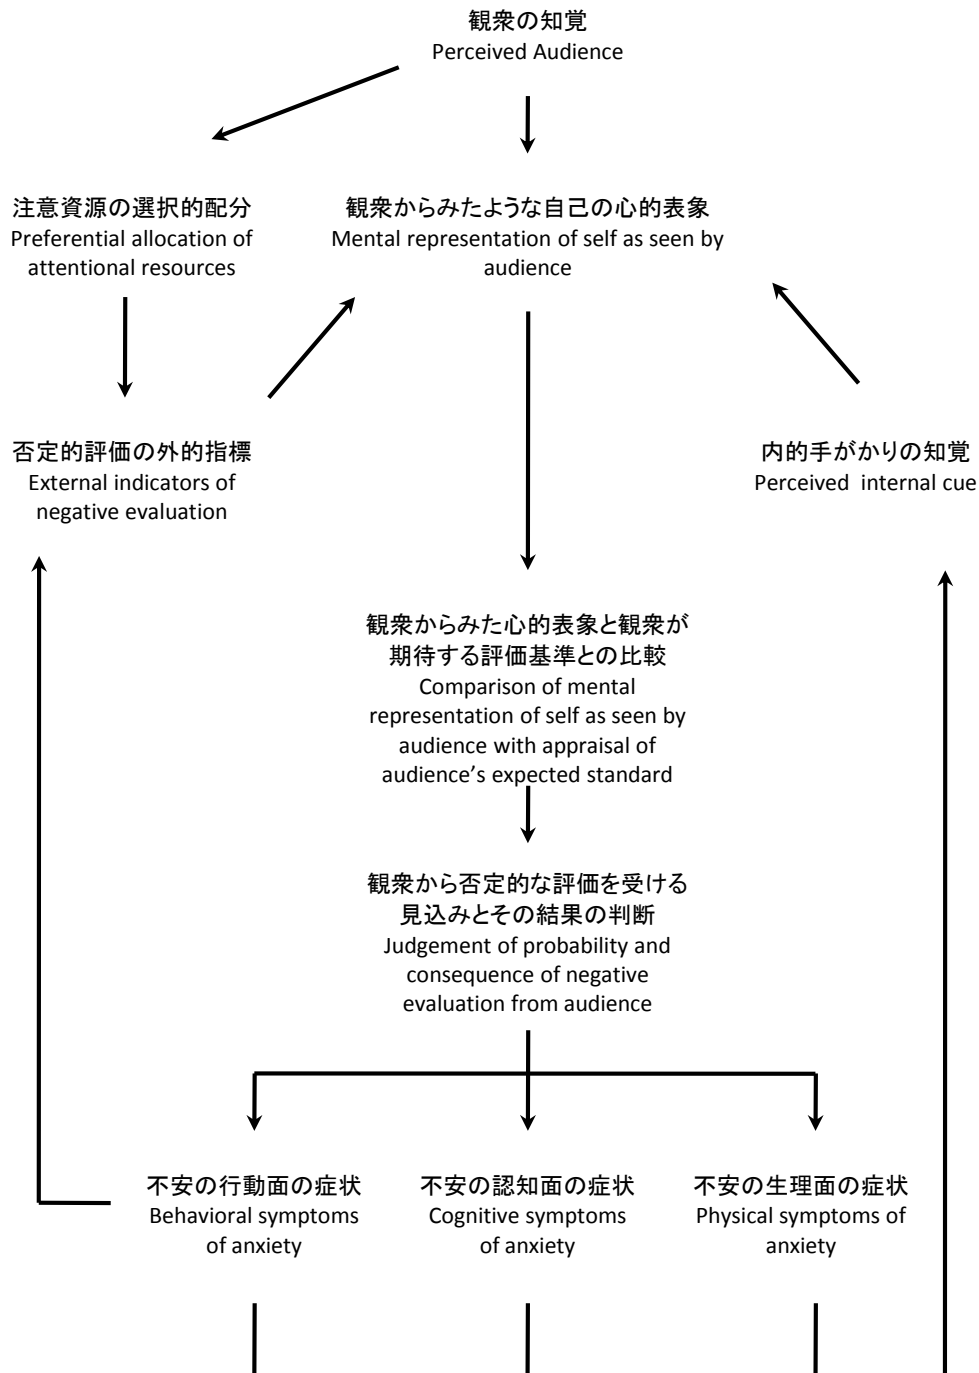 観衆の知覚
Perceived Audience
注意資源の選択的配分
Preferential allocation of
attentional resources
観衆からみたような自己の心的表象
Mental representation of self as seen by
audience
否定的評価の外的指標
External indicators of
negative evaluation
内的手がかりの知覚
Perceived internal cue
観衆からみた心的表象と観衆が
期待する評価基準との比較
Comparison of mental
representation of self as seen by
audience with appraisal of
audience’s expected standard
観衆から否定的な評価を受ける
見込みとその結果の判断
Judgement of probability and
consequence of negative
evaluation from audience
不安の行動面の症状
Behavioral symptoms
of anxiety
不安の認知面の症状
Cognitive symptoms
of anxiety
不安の生理面の症状
Physical symptoms of
anxiety